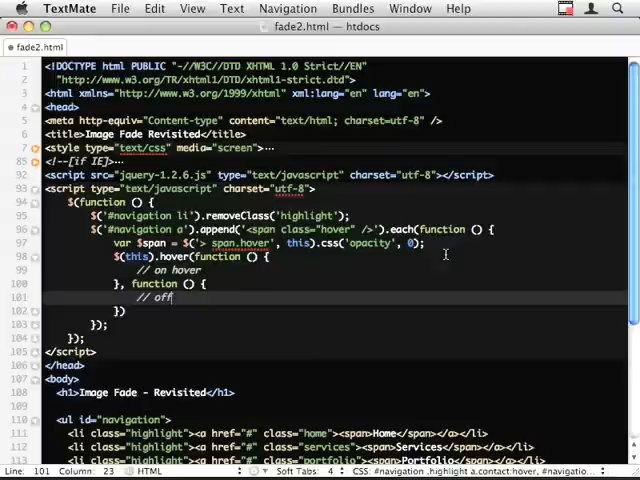 TextMate File Edit View Text Navigation Bundles Window Help
fade2.html — htdocs
fade2.html
1 <!DOCTYPE html PUBLIC "-//W3C//DTD XHTML 1.0 Strict//EN"
2 "http://www.w3.org/TR/xhtml1/DTD/xhtml1-strict.dtd">
3 <html xmlns="http://www.w3.org/1999/xhtml" xml:lang="en" lang="en">
4 <head>
5 <meta http-equiv="Content-type" content="text/html; charset=utf-8" />
6 <title>Image Fade Revisited</title>
7 <style type="text/css" media="screen">…
85 <!--[if IE]>…
92 <script src="jquery-1.2.6.js" type="text/javascript" charset="utf-8"></script>
93 <script type="text/javascript" charset="utf-8">
94 $(function () {
95 $('#navigation li').removeClass('highlight');
96 $('#navigation a').append('<span class="hover" />').each(function () {
97 var $span = $('> span.hover', this).css('opacity', 0);
98 $(this).hover(function () {
99 // on hover
100 }, function () {
101 // off
102 })
103 });
104 });
105 </script>
106 </head>
107 <body>
108 <h1>Image Fade - Revisited</h1>
109
110 <ul id="navigation">
111 <li class="highlight"><a href="#" class="home"><span>Home</span></a></li>
112 <li class="highlight"><a href="#" class="services"><span>Services</span></a></li>
113 <li class="highlight"><a href="#" class="portfolio"><span>Portfolio</span></a></li>
Line: 101 Column: 23 HTML Soft Tabs: 4 CSS: #navigation .highlight a.contact:hover, #navigatio…